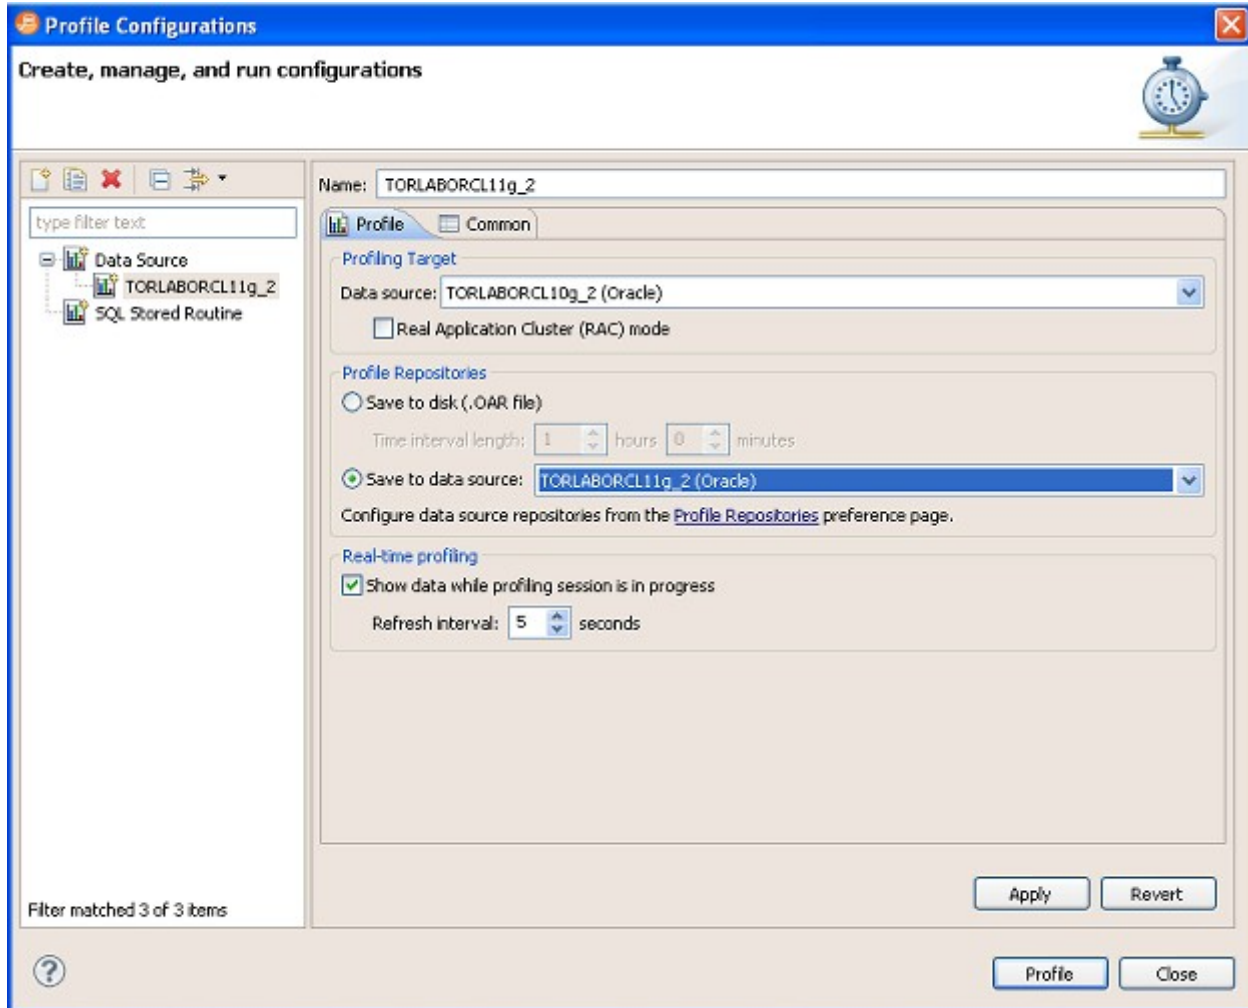 Profile Configurations
Create, manage, and run configurations
type filter text
Data Source
TORLABORCL11g_2
SQL Stored Routine
Filter matched 3 of 3 items
Name: TORLABORCL11g_2
Profile Common
Profiling Target
Data source: TORLABORCL10g_2 (Oracle)
Real Application Cluster (RAC) mode
Profile Repositories
Save to disk (.OAR file)
Time interval length: 1 hours 0 minutes
Save to data source: TORLABORCL11g_2 (Oracle)
Configure data source repositories from the Profile Repositories preference page.
Real-time profiling
Show data while profiling session is in progress
Refresh interval: 5 seconds
Apply Revert
? Profile Close